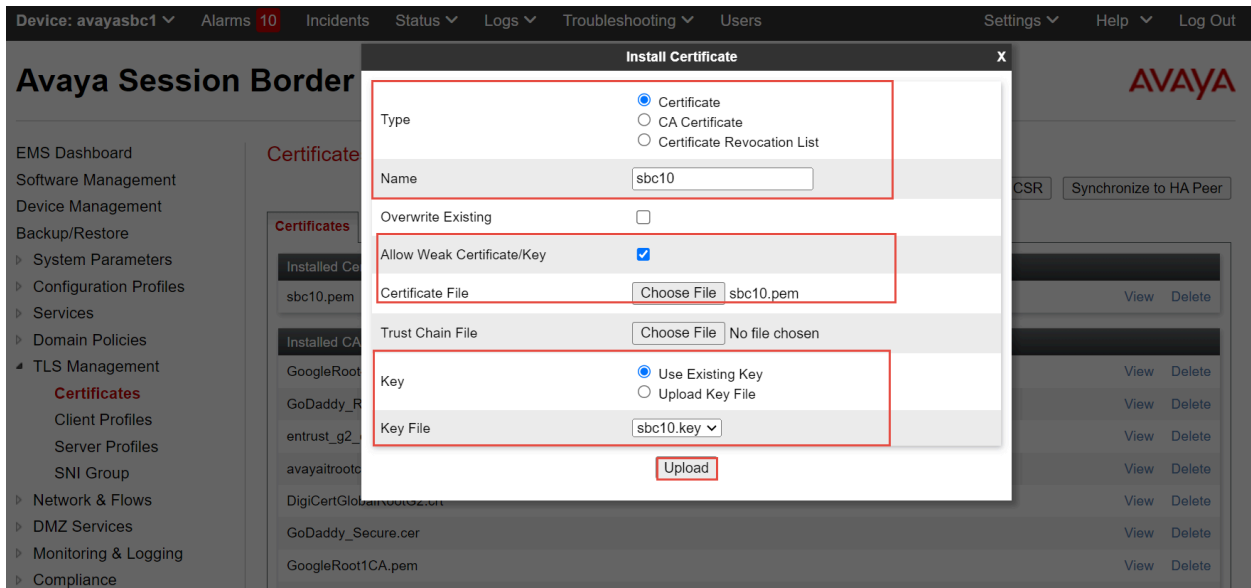 Device: avayasbc1 Alarms 10 Incidents Status Logs Troubleshooting Users Settings Help Log Out
Install Certificate X
Avaya Session Border
AVAYA
Type
Certificate
CA Certificate
Certificate Revocation List
EMS Dashboard
Certificate
Software Management
Name sbc10
CSR Synchronize to HA Peer
Device Management
Backup/Restore
Certificates
Overwrite Existing
System Parameters
Allow Weak Certificate/Key
Installed Ce
Configuration Profiles
sbc10.pem
Certificate File Choose File sbc10.pem
View Delete
Services
Domain Policies
Trust Chain File Choose File No file chosen
Installed CA
TLS Management
GoogleRoot
Key
Use Existing Key
Upload Key File
View Delete
Certificates
GoDaddy_R
View Delete
Client Profiles
Key File sbc10.key
Server Profiles
entrust_g2_
View Delete
SNI Group
avayaitrootc
Upload
View Delete
Network & Flows
DigiCertGlobalRootG2.crt View Delete
DMZ Services
GoDaddy_Secure.cer View Delete
Monitoring & Logging
GoogleRoot1CA.pem View Delete
Compliance